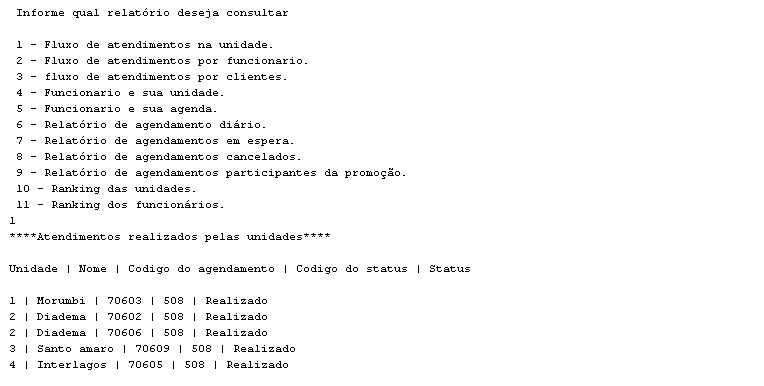 Informe qual relatório deseja consultar
1 - Fluxo de atendimentos na unidade.
2 - Fluxo de atendimentos por funcionario.
3 - fluxo de atendimentos por clientes.
4 - Funcionario e sua unidade.
5 - Funcionario e sua agenda.
6 - Relatório de agendamento diário.
7 - Relatório de agendamentos em espera.
8 - Relatório de agendamentos cancelados.
9 - Relatório de agendamentos participantes da promoção.
10 - Ranking das unidades.
11 - Ranking dos funcionários.
1
****Atendimentos realizados pelas unidades****
Unidade | Nome | Codigo do agendamento | Codigo do status | Status
1 | Morumbi | 70603 | 508 | Realizado
2 | Diadema | 70602 | 508 | Realizado
2 | Diadema | 70606 | 508 | Realizado
3 | Santo amaro | 70609 | 508 | Realizado
4 | Interlagos | 70605 | 508 | Realizado